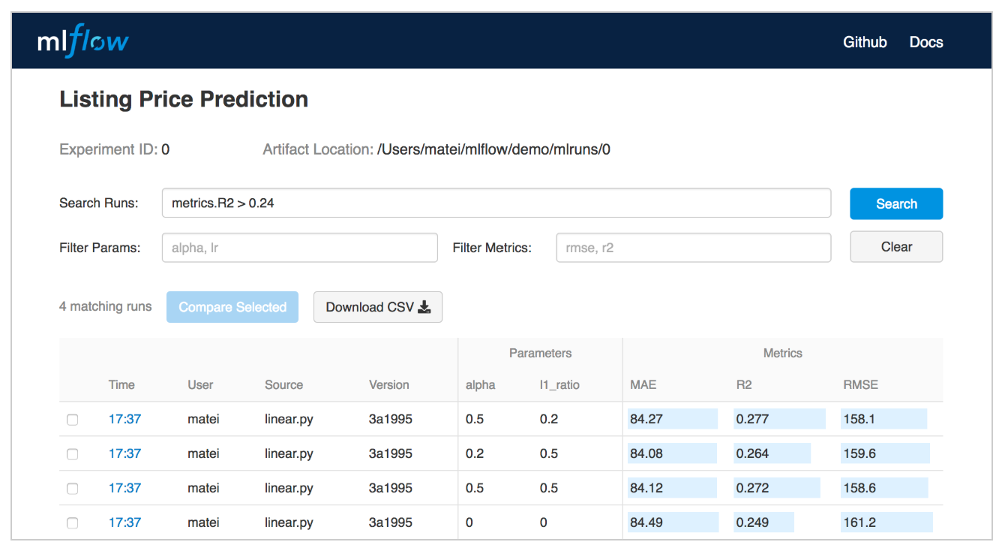 mlflow Github Docs
Listing Price Prediction
Experiment ID: 0 Artifact Location: /Users/matei/mlflow/demo/mlruns/0
Search Runs: metrics.R2 > 0.24 Search
Filter Params: alpha, lr Filter Metrics: rmse, r2 Clear
4 matching runs Compare Selected Download CSV
Parameters Metrics
Time User Source Version alpha l1_ratio MAE R2 RMSE
17:37 matei linear.py 3a1995 0.5 0.2 84.27 0.277 158.1
17:37 matei linear.py 3a1995 0.2 0.5 84.08 0.264 159.6
17:37 matei linear.py 3a1995 0.5 0.5 84.12 0.272 158.6
17:37 matei linear.py 3a1995 0 0 84.49 0.249 161.2